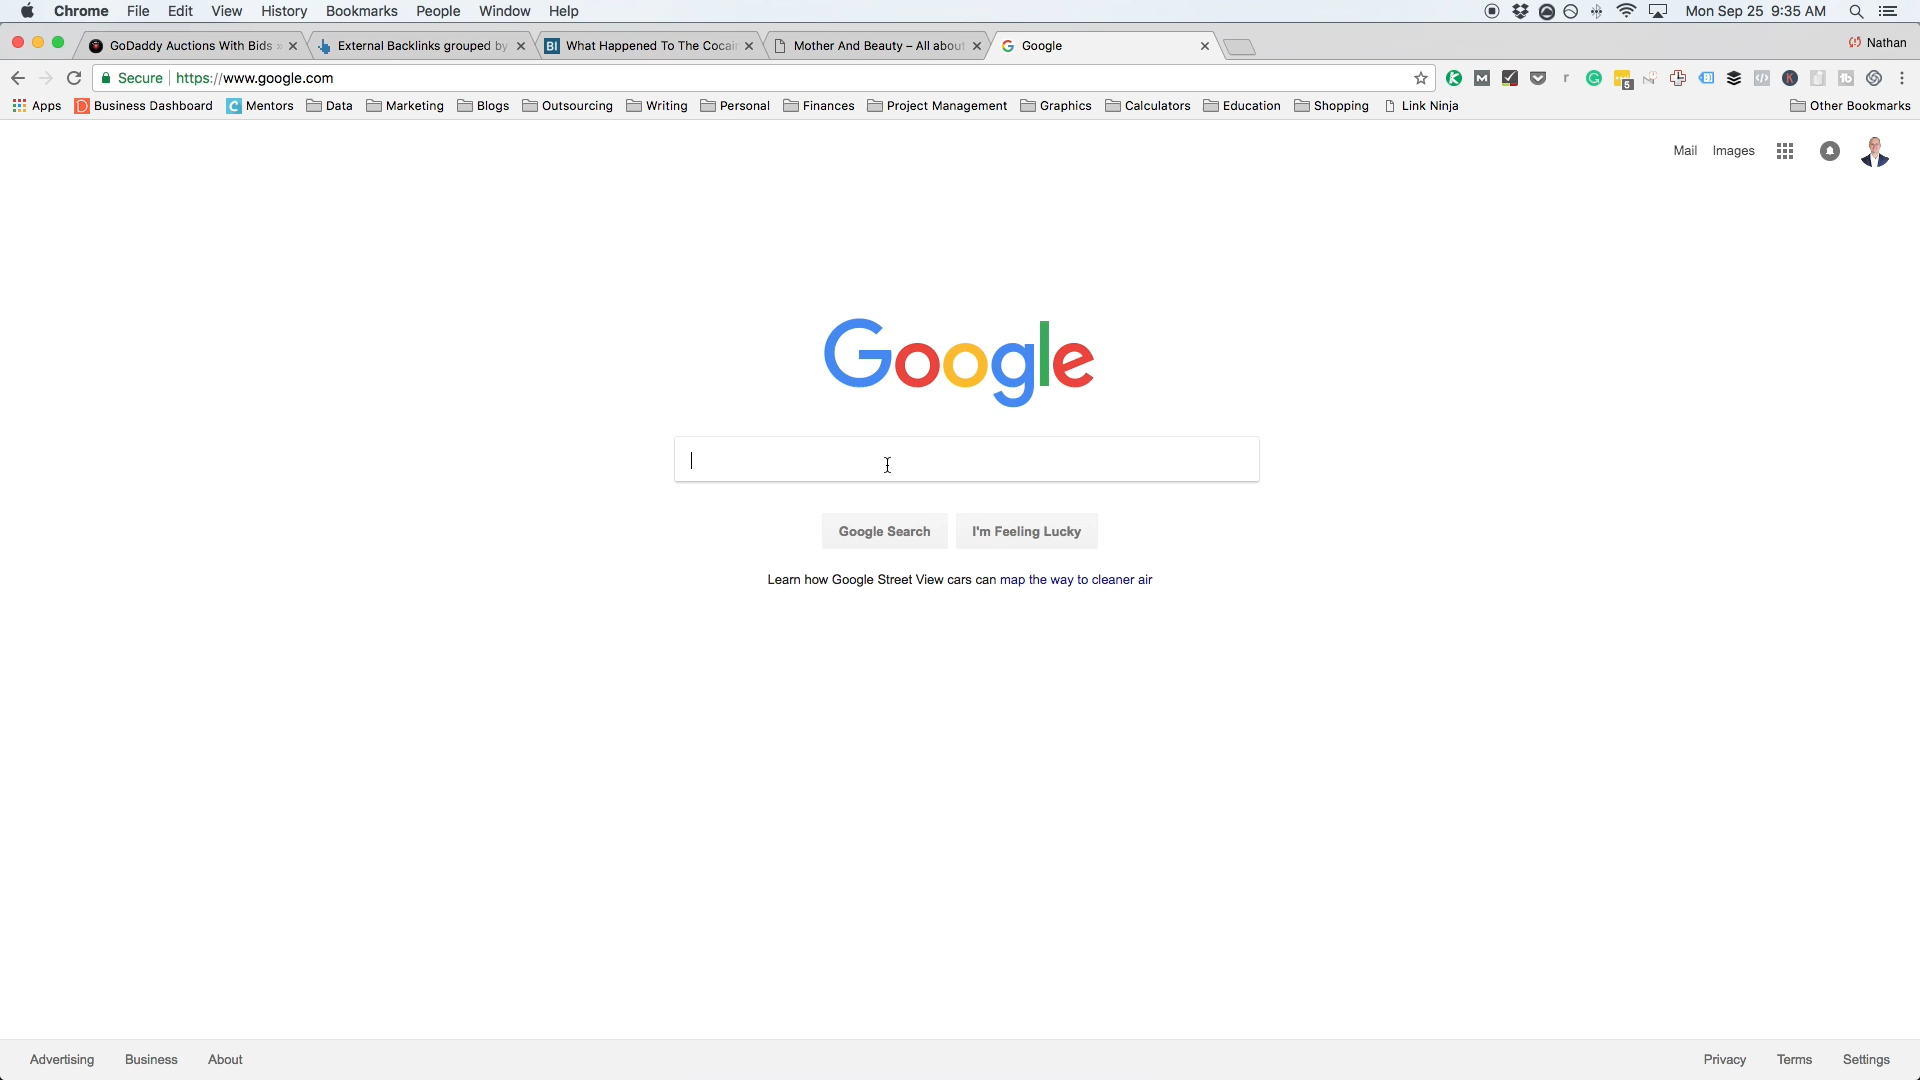 Chrome File Edit View History Bookmarks People Window Help Mon Sep 25 9:35 AM
GoDaddy Auctions With Bids External Backlinks grouped by What Happened To The Cocain Mother And Beauty – All about Google Nathan
Secure https://www.google.com
Apps Business Dashboard Mentors Data Marketing Blogs Outsourcing Writing Personal Finances Project Management Graphics Calculators Education Shopping Link Ninja Other Bookmarks
Mail Images
Google
Google Search I'm Feeling Lucky
Learn how Google Street View cars can map the way to cleaner air
Advertising Business About Privacy Terms Settings